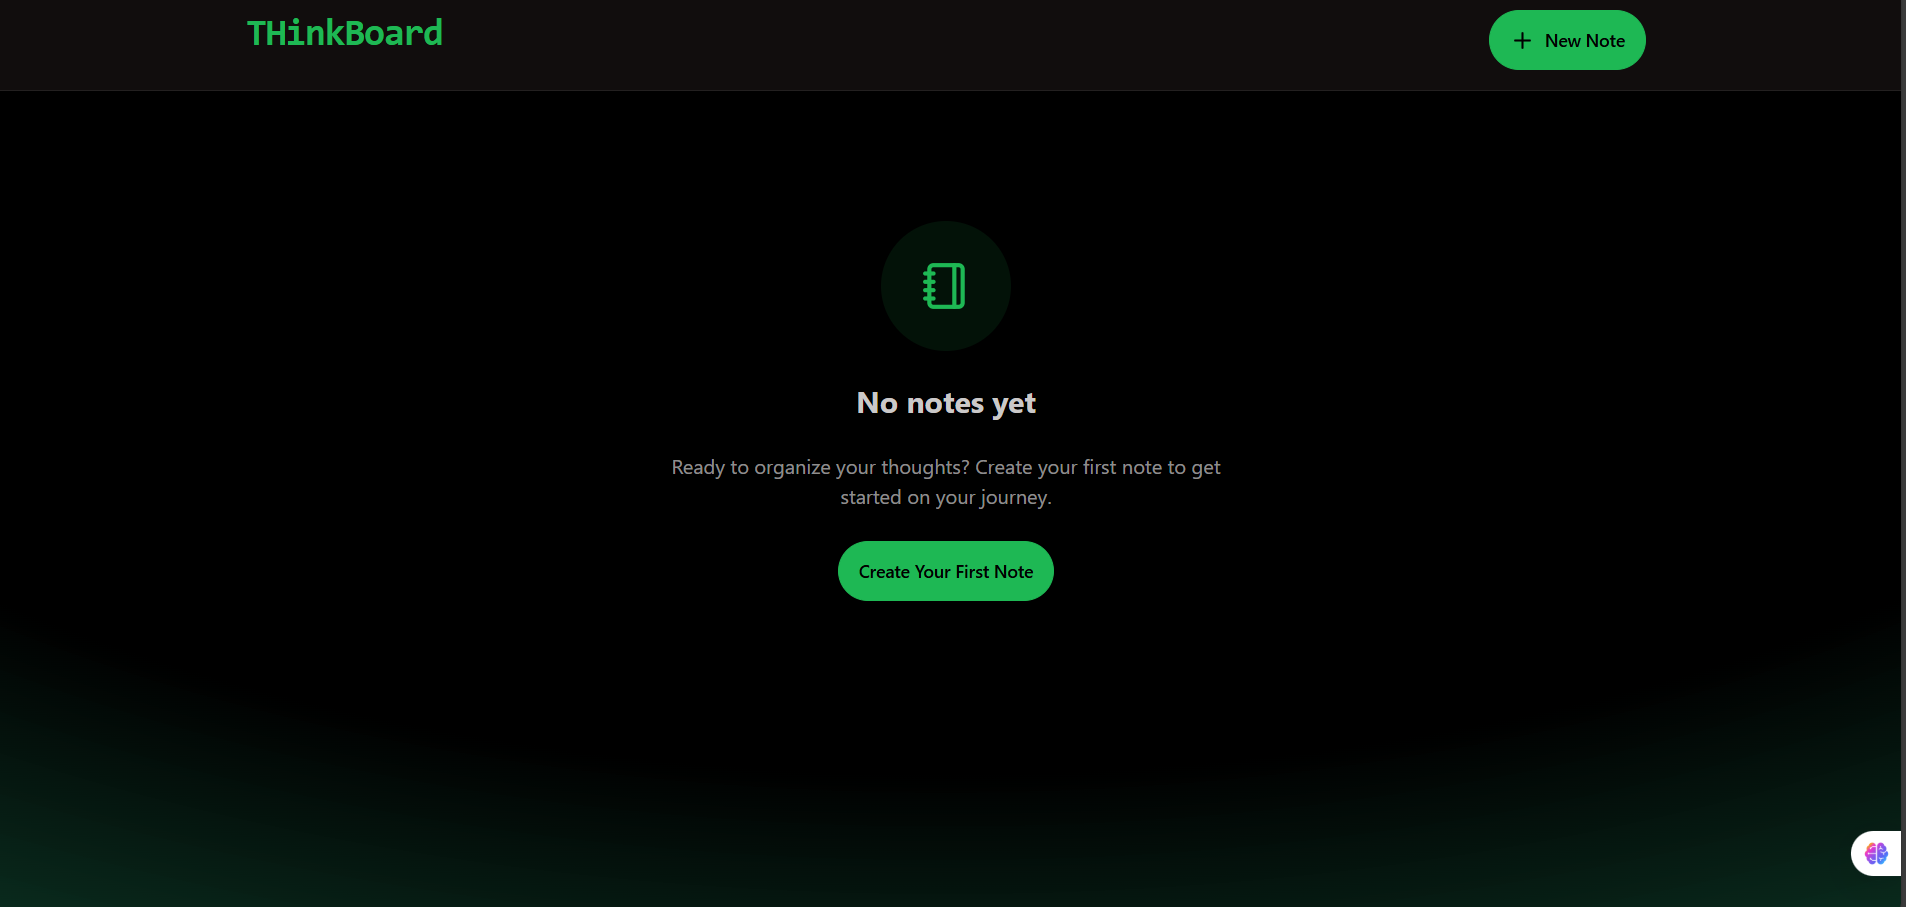 THinkBoard
New Note
No notes yet
Ready to organize your thoughts? Create your first note to get
started on your journey.
Create Your First Note